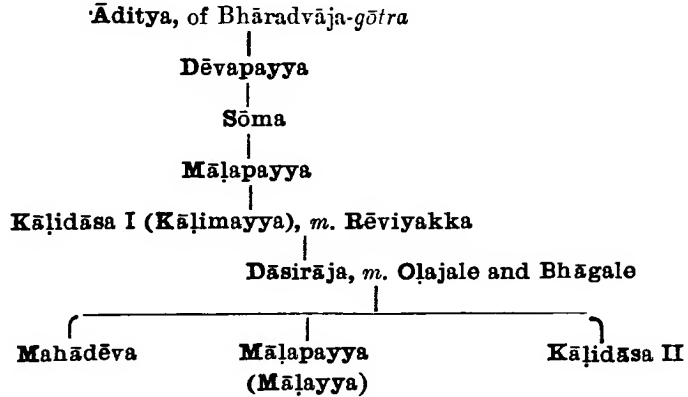 Āditya, of Bhāradvāja-gōtra
Dēvapayya
Sōma
Māḷapayya
Kāḷidāsa I (Kāḷimayya), m. Rēviyakka
Dāsirāja, m. Oḷajale and Bhāgale
Mahādēva Māḷapayya Kāḷidāsa II
(Māḷayya)